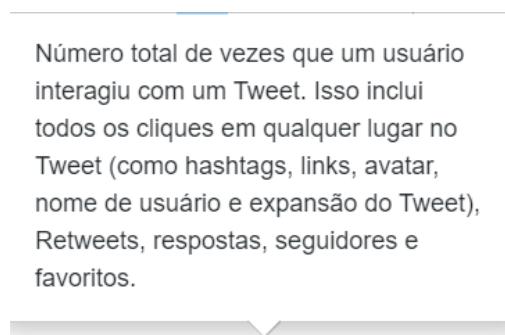 Número total de vezes que um usuário
interagiu com um Tweet. Isso inclui
todos os cliques em qualquer lugar no
Tweet (como hashtags, links, avatar,
nome de usuário e expansão do Tweet),
Retweets, respostas, seguidores e
favoritos.